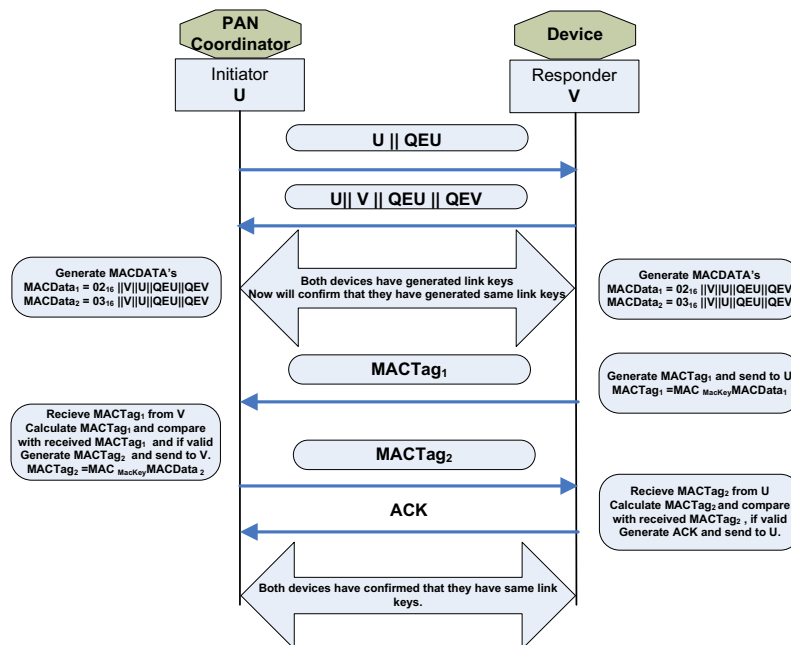 PAN
Coordinator
Device
Initiator
U
Responder
V
U || QEU
U|| V || QEU || QEV
Generate MACDATA's
MACData₁ = 02₁₆ ||V||U||QEU||QEV
MACData₂ = 03₁₆ ||V||U||QEU||QEV
Both devices have generated link keys
Now will confirm that they have generated same link keys
Generate MACDATA's
MACData₁ = 02₁₆ ||V||U||QEU||QEV
MACData₂ = 03₁₆ ||V||U||QEU||QEV
MACTag₁
Generate MACTag₁ and send to U
MACTag₁ =MAC MacKeyMACData₁
Recieve MACTag₁ from V
Calculate MACTag₁ and compare
with received MACTag₁ and if valid
Generate MACTag₂ and send to V.
MACTag₂ =MAC MacKeyMACData ₂
MACTag₂
Recieve MACTag₂ from U
Calculate MACTag₂ and compare
with received MACTag₂ , if valid
Generate ACK and send to U.
ACK
Both devices have confirmed that they have same link
keys.